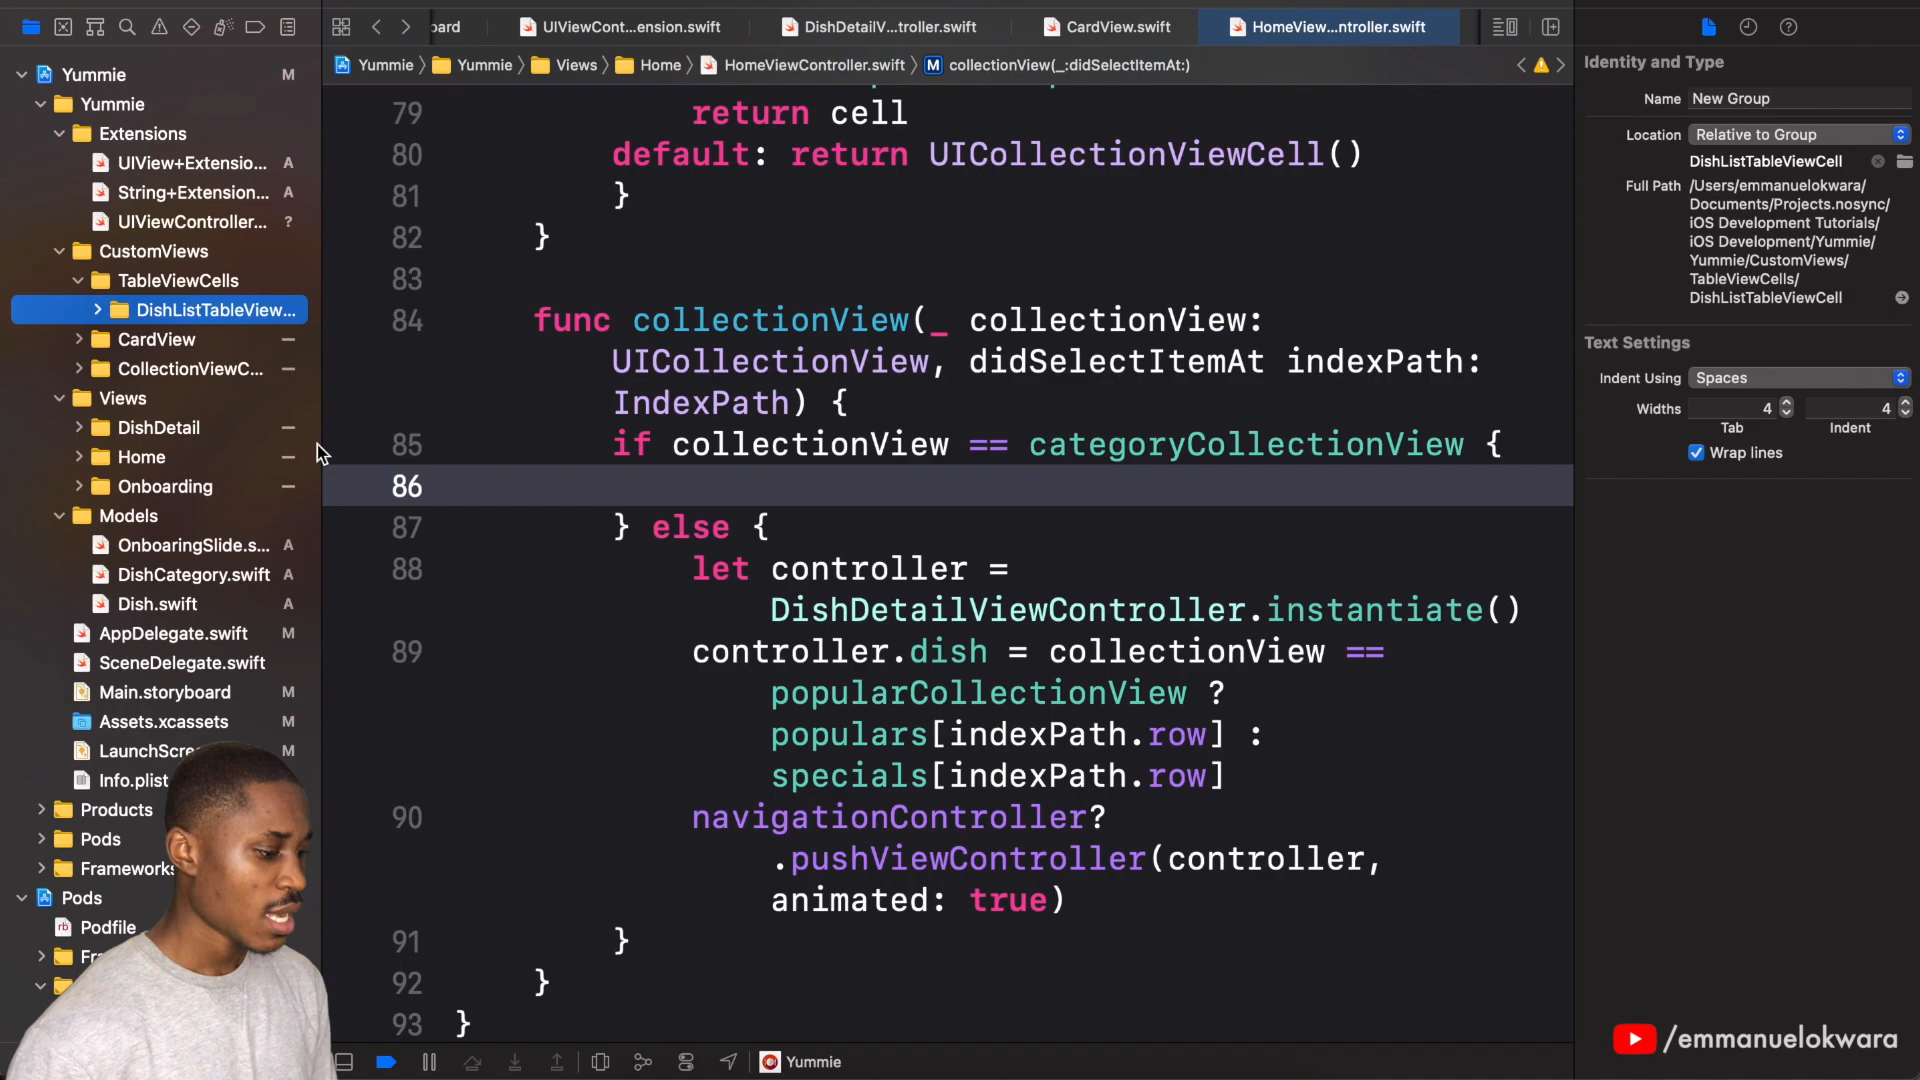 board
UIViewCont...ension.swift
DishDetailV...troller.swift
CardView.swift
HomeView...ntroller.swift
Yummie
Yummie
Views
Home
HomeViewController.swift
M
collectionView(_:didSelectItemAt:)
Yummie M
Yummie
Extensions
UIView+Extensio... A
String+Extension... A
UIViewController... ?
CustomViews
TableViewCells
DishListTableView...
CardView
CollectionViewC...
Views
DishDetail
Home
Onboarding
Models
OnboaringSlide.s... A
DishCategory.swift A
Dish.swift A
AppDelegate.swift M
SceneDelegate.swift
Main.storyboard M
Assets.xcassets M
LaunchScre M
Info.plist
Products
Pods
Frameworks
Pods
rb Podfile
Fra
79 return cell
80 default: return UICollectionViewCell()
81 }
82 }
83
84 func collectionView(_ collectionView:
UICollectionView, didSelectItemAt indexPath:
IndexPath) {
85 if collectionView == categoryCollectionView {
86
87 } else {
88 let controller =
DishDetailViewController.instantiate()
89 controller.dish = collectionView ==
popularCollectionView ?
populars[indexPath.row] :
specials[indexPath.row]
90 navigationController?
.pushViewController(controller,
animated: true)
91 }
92 }
93 }
Yummie
Identity and Type
Name New Group
Location Relative to Group
DishListTableViewCell
Full Path /Users/emmanuelokwara/
Documents/Projects.nosync/
iOS Development Tutorials/
iOS Development/Yummie/
Yummie/CustomViews/
TableViewCells/
DishListTableViewCell
Text Settings
Indent Using Spaces
Widths 4 4
Tab Indent
Wrap lines
/emmanuelokwara